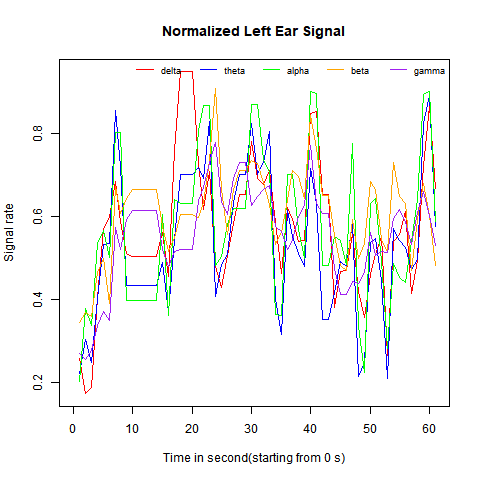 Normalized Left Ear Signal
delta theta alpha beta gamma
Signal rate
0.8
0.6
0.4
0.2
0 10 20 30 40 50 60
Time in second(starting from 0 s)